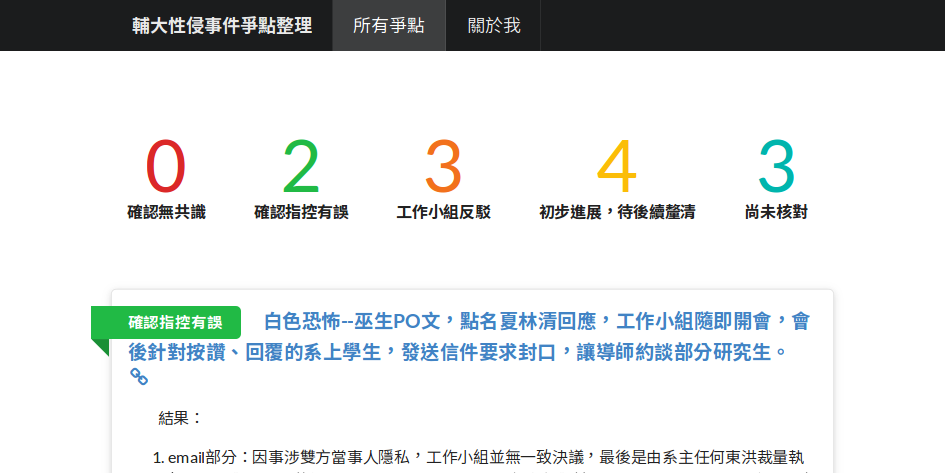 輔大性侵事件爭點整理 所有爭點 關於我
0 2 3 4 3
確認無共識 確認指控有誤 工作小組反駁 初步進展，待後續釐清 尚未核對
確認指控有誤 白色恐怖--巫生PO文，點名夏林清回應，工作小組隨即開會，會
後針對按讚、回覆的系上學生，發送信件要求封口，讓導師約談部分研究生。
結果：
1. email部分：因事涉雙方當事人隱私，工作小組並無一致決議，最後是由系主任何東洪裁量執